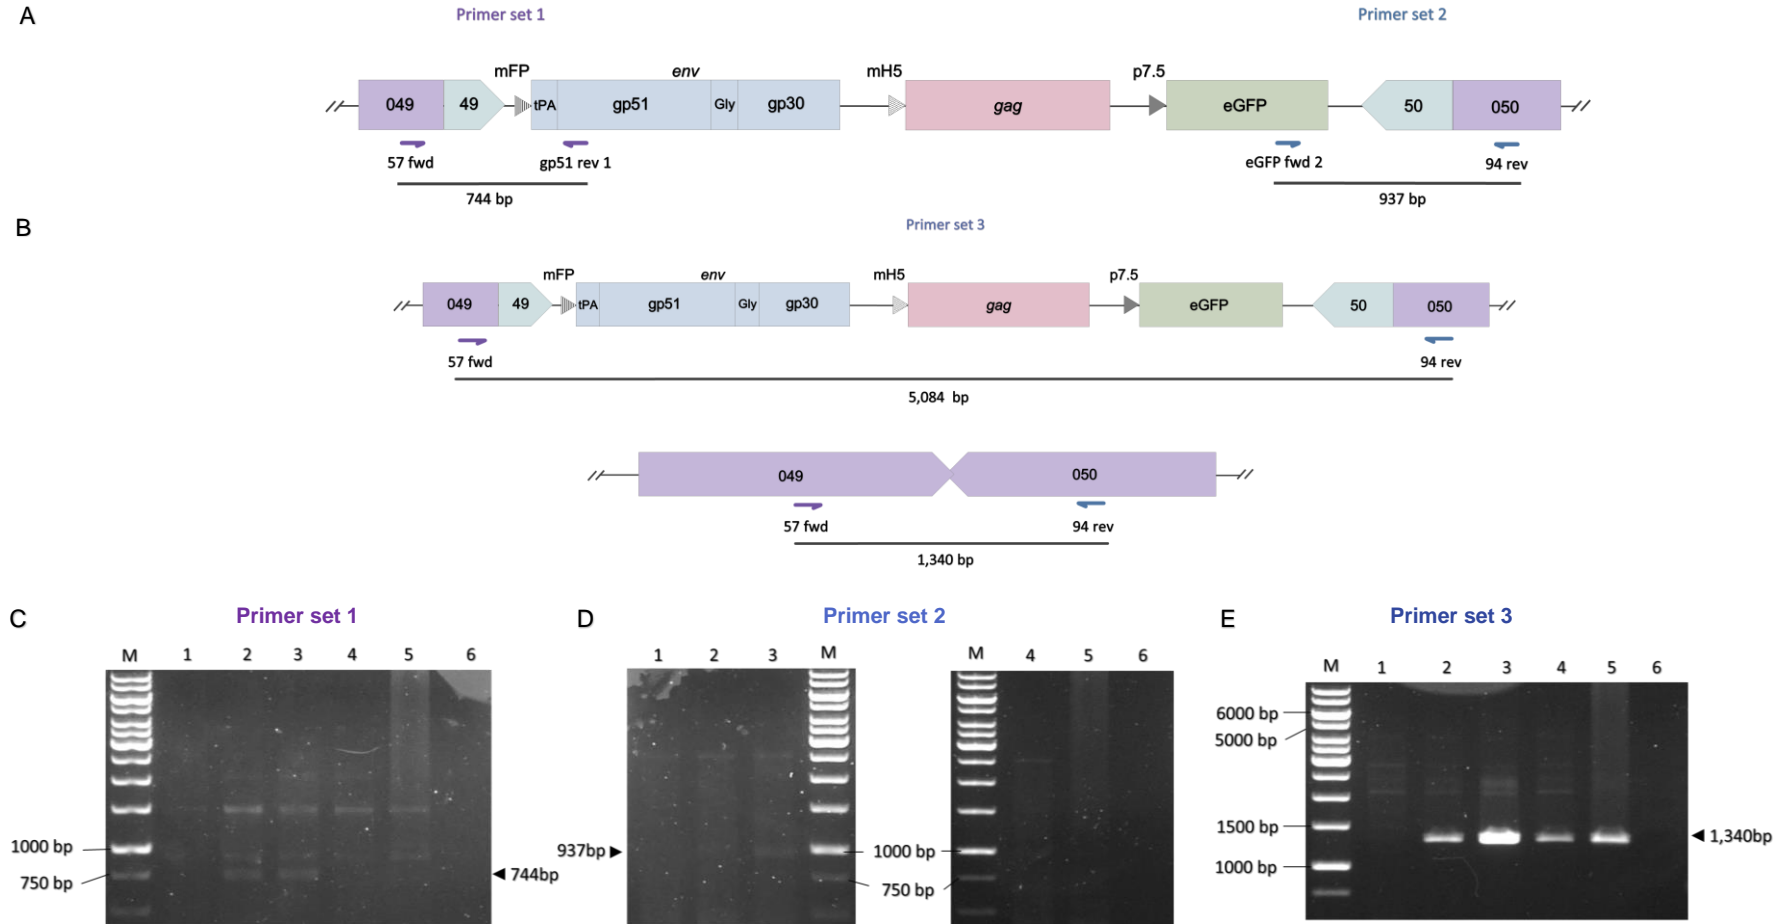 A
Primer set 1
Primer set 2
mFP
env
mH5
p7.5
049
49
tPA
gp51
Gly
gp30
gag
eGFP
50
050
57 fwd
gp51 rev 1
eGFP fwd 2
94 rev
744 bp
937 bp
B
Primer set 3
mFP
env
mH5
p7.5
049
49
tPA
gp51
Gly
gp30
gag
eGFP
50
050
57 fwd
94 rev
5,084 bp
049
050
57 fwd
94 rev
1,340 bp
C
Primer set 1
M 1 2 3 4 5 6
1000 bp
750 bp
744bp
D
Primer set 2
1 2 3 M
M 4 5 6
937bp
1000 bp
750 bp
E
Primer set 3
M 1 2 3 4 5 6
6000 bp
5000 bp
1500 bp
1000 bp
1,340bp